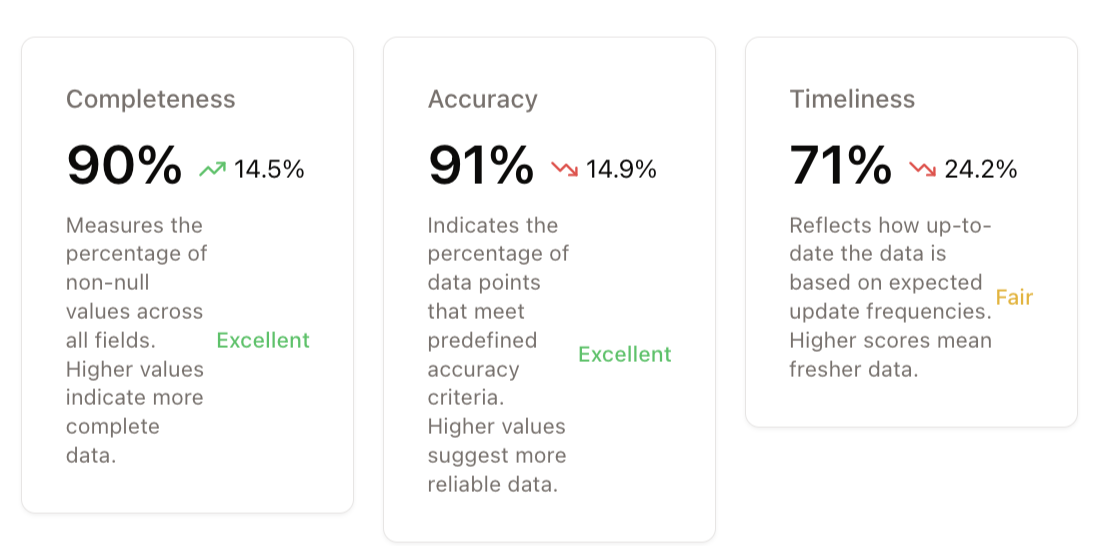 Completeness
90% 14.5%
Measures the
percentage of
non-null
values across
all fields.
Higher values
indicate more
complete
data.
Excellent
Accuracy
91% 14.9%
Indicates the
percentage of
data points
that meet
predefined
accuracy
criteria.
Higher values
suggest more
reliable data.
Excellent
Timeliness
71% 24.2%
Reflects how up-to-
date the data is
based on expected
update frequencies.
Higher scores mean
fresher data.
Fair